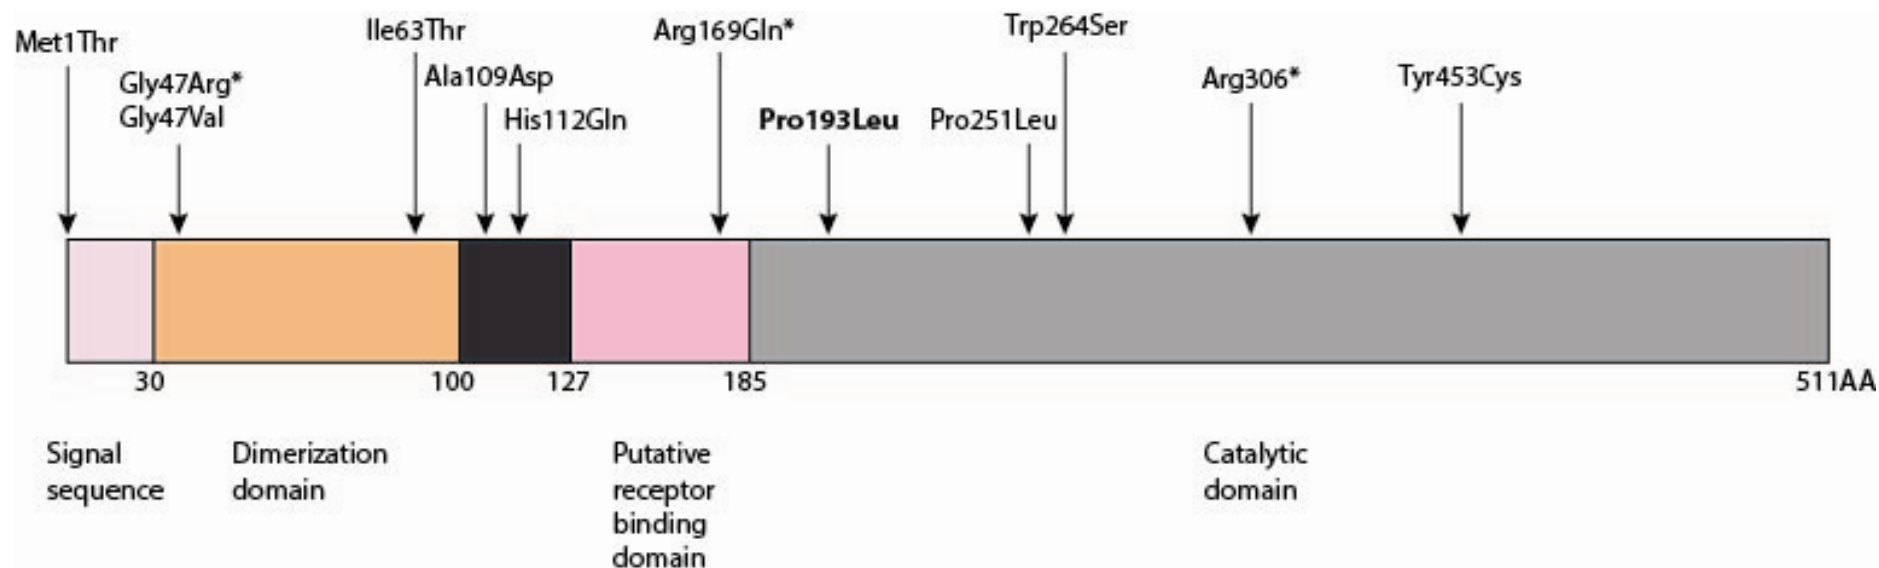 Met1Thr
Gly47Arg*
Gly47Val
Ile63Thr
Ala109Asp
His112Gln
Arg169Gln*
Pro193Leu
Pro251Leu
Trp264Ser
Arg306*
Tyr453Cys
30
100
127
185
511AA
Signal
sequence
Dimerization
domain
Putative
receptor
binding
domain
Catalytic
domain